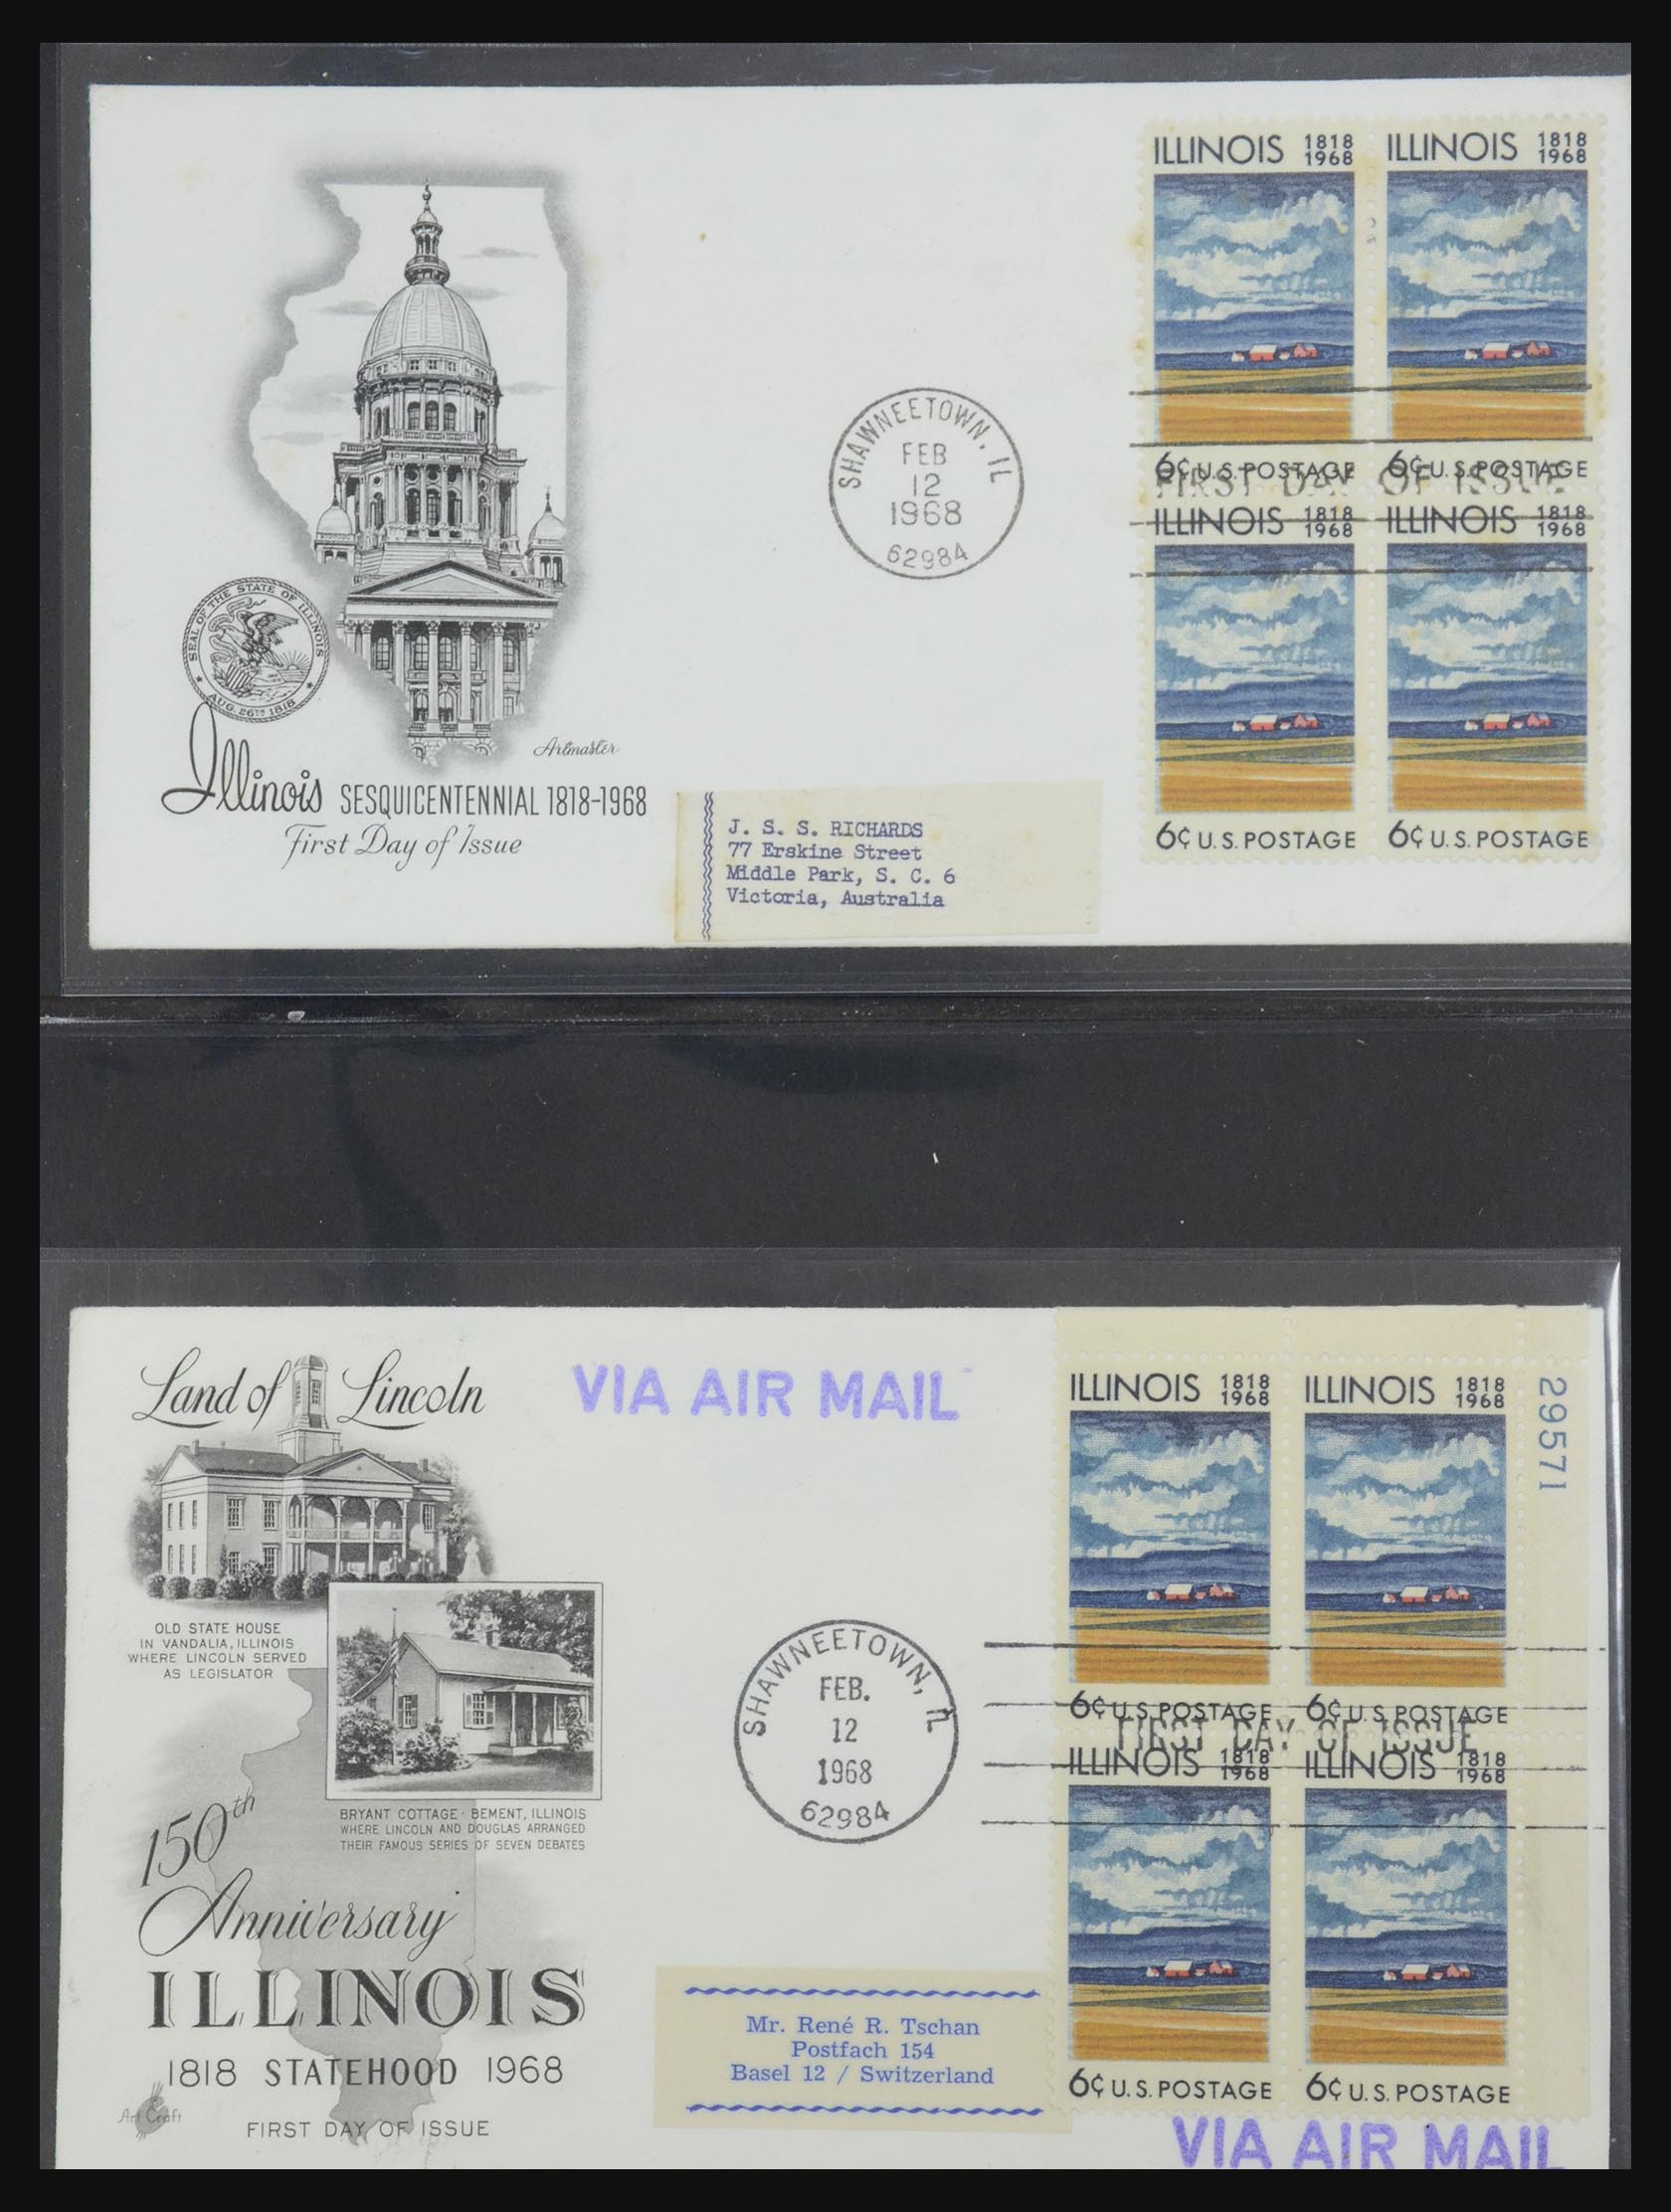 ILLINOIS 1818 1968
ILLINOIS 1818 1968
SEAL OF THE STATE OF ILLINOIS
AUG. 26TH 1818
Artmaster
Illinois SESQUICENTENNIAL 1818-1968
First Day of Issue
SHAWNEETOWN, IL
FEB
12
1968
62984
6¢ U.S. POSTAGE
6¢ U.S. POSTAGE
FIRST DAY OF ISSUE
ILLINOIS 1818 1968
ILLINOIS 1818 1968
6¢ U.S. POSTAGE
6¢ U.S. POSTAGE
J. S. S. RICHARDS
77 Erskine Street
Middle Park, S. C. 6
Victoria, Australia
Land of Lincoln
VIA AIR MAIL
OLD STATE HOUSE
IN VANDALIA, ILLINOIS
WHERE LINCOLN SERVED
AS LEGISLATOR
BRYANT COTTAGE - BEMENT, ILLINOIS
WHERE LINCOLN AND DOUGLAS ARRANGED
THEIR FAMOUS SERIES OF SEVEN DEBATES
150th
Anniversary
ILLINOIS
1818 STATEHOOD 1968
Art Craft
FIRST DAY OF ISSUE
SHAWNEETOWN, IL
FEB.
12
1968
62984
ILLINOIS 1818 1968
ILLINOIS 1818 1968
29571
6¢ U.S. POSTAGE
6¢ U.S. POSTAGE
FIRST DAY OF ISSUE
ILLINOIS 1818 1968
ILLINOIS 1818 1968
6¢ U.S. POSTAGE
6¢ U.S. POSTAGE
Mr. René R. Tschan
Postfach 154
Basel 12 / Switzerland
VIA AIR MAIL